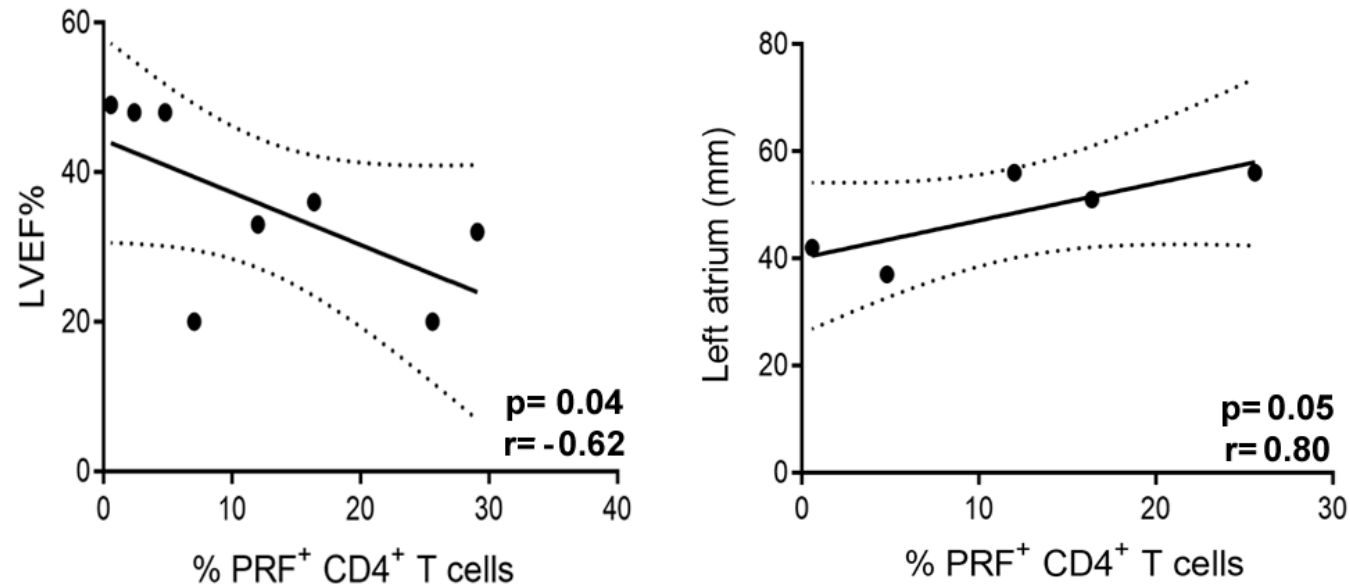 60
40
20
0
LVEF%
0 10 20 30 40
% PRF⁺ CD4⁺ T cells
p= 0.04
r= -0.62
80
60
40
20
0
Left atrium (mm)
0 10 20 30
% PRF⁺ CD4⁺ T cells
p= 0.05
r= 0.80